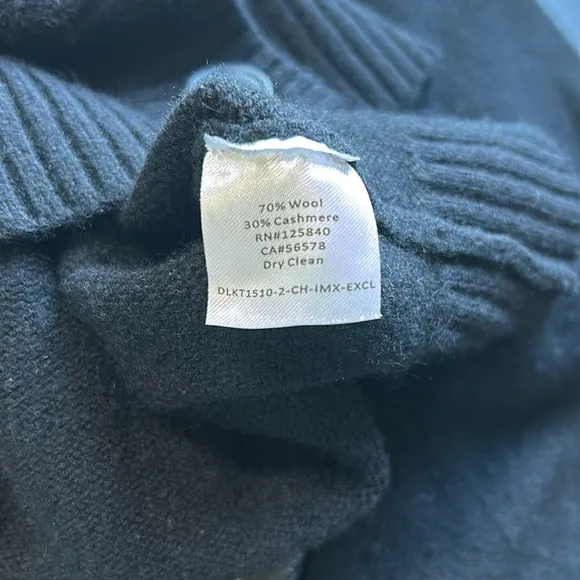 70% Wool
30% Cashmere
RN#125840
CA#56578
Dry Clean
DLKT1510-2-CH-IMX-EXCL